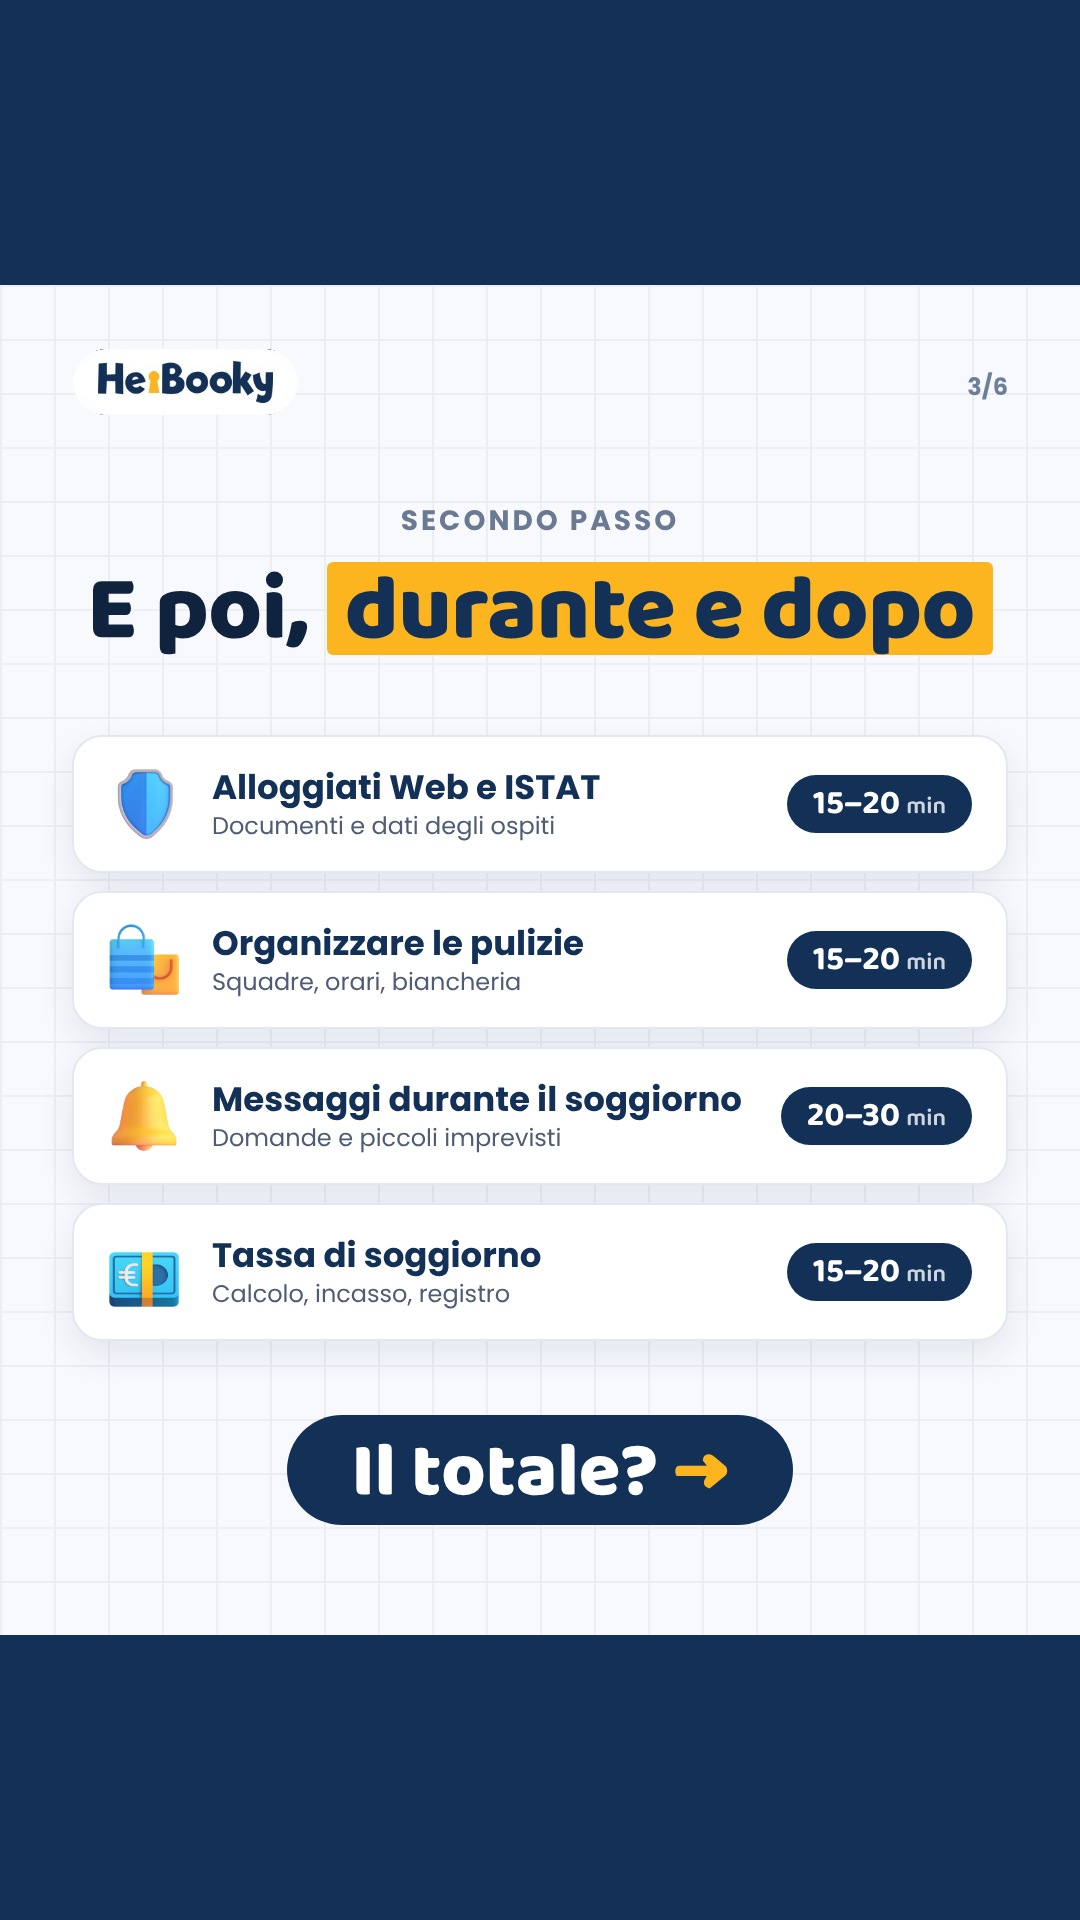 HeiBooky
3/6
SECONDO PASSO
E poi, durante e dopo
Alloggiati Web e ISTAT
Documenti e dati degli ospiti
15–20 min
Organizzare le pulizie
Squadre, orari, biancheria
15–20 min
Messaggi durante il soggiorno
Domande e piccoli imprevisti
20–30 min
Tassa di soggiorno
Calcolo, incasso, registro
15–20 min
Il totale? ➜